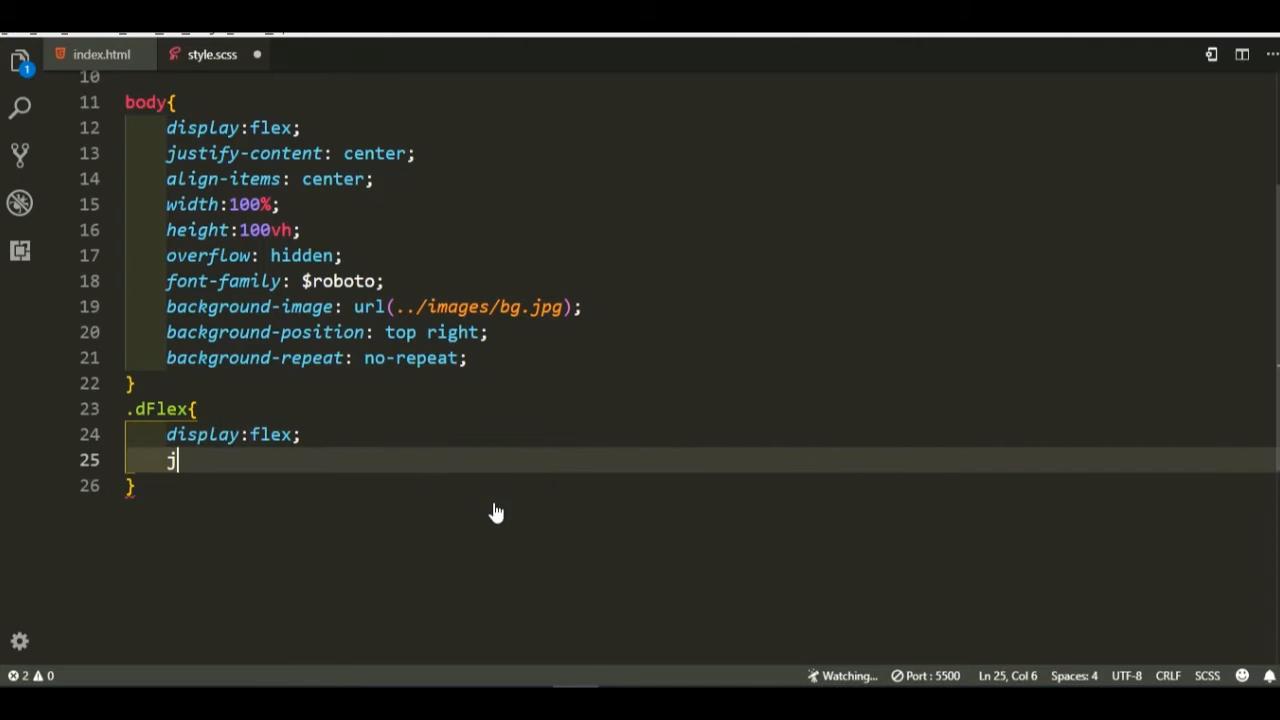 index.html style.scss
1
10
11 body{
12 display:flex;
13 justify-content: center;
14 align-items: center;
15 width:100%;
16 height:100vh;
17 overflow: hidden;
18 font-family: $roboto;
19 background-image: url(../images/bg.jpg);
20 background-position: top right;
21 background-repeat: no-repeat;
22 }
23 .dFlex{
24 display:flex;
25 j
26 }
2 0 Watching... Port : 5500 Ln 25, Col 6 Spaces: 4 UTF-8 CRLF SCSS